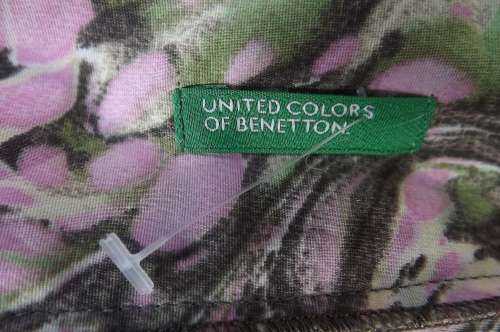 UNITED COLORS
OF BENETTON.